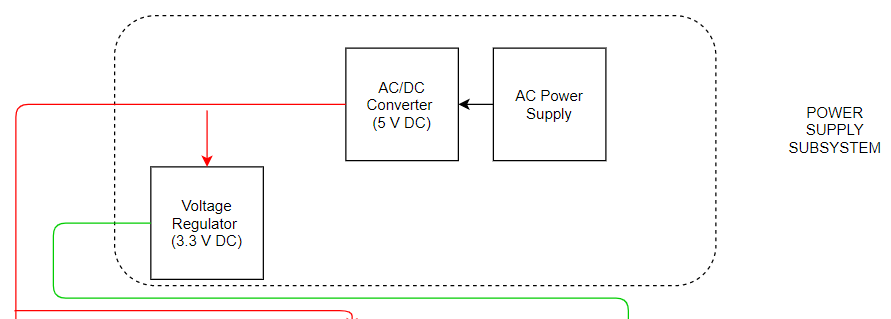 AC/DC
Converter
(5 V DC)
AC Power
Supply
POWER
SUPPLY
SUBSYSTEM
Voltage
Regulator
(3.3 V DC)